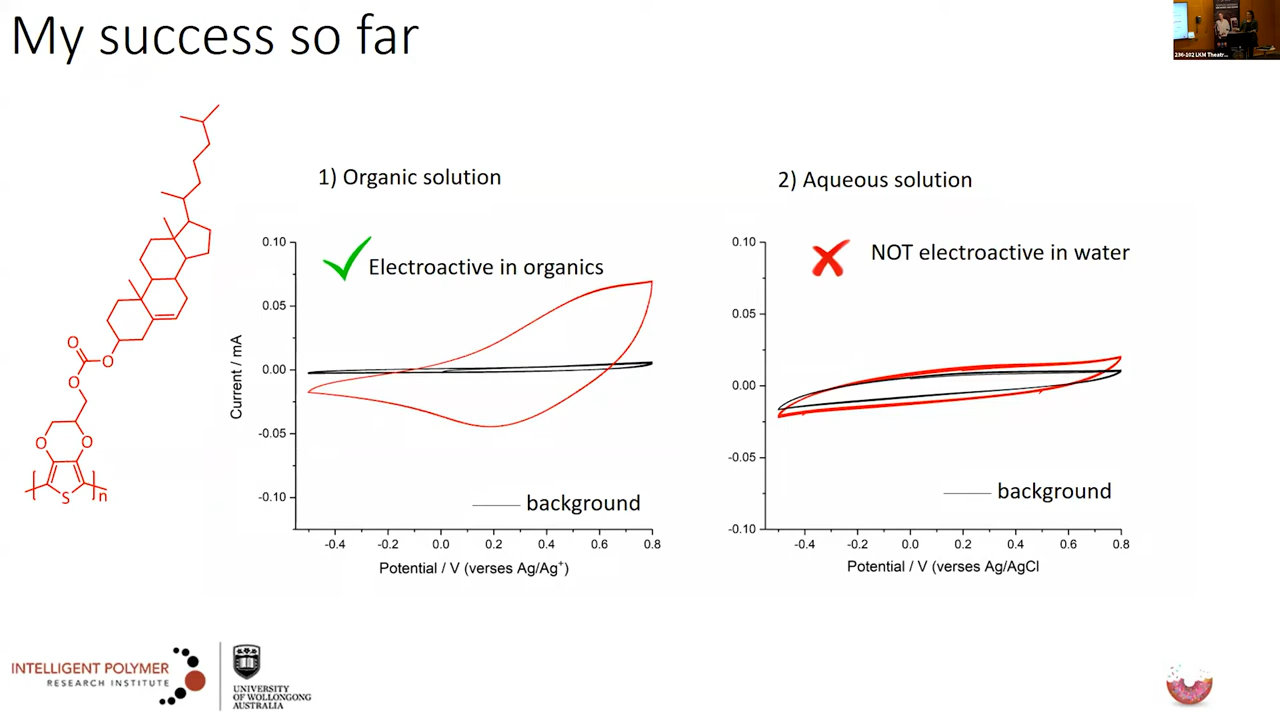 My success so far
236-102 LKM Theatr...
1) Organic solution
2) Aqueous solution
Electroactive in organics
NOT electroactive in water
0.10
0.05
0.00
-0.05
-0.10
Current / mA
background
-0.4 -0.2 0.0 0.2 0.4 0.6 0.8
Potential / V (verses Ag/Ag+)
0.10
0.05
0.00
-0.05
-0.10
background
-0.4 -0.2 0.0 0.2 0.4 0.6 0.8
Potential / V (verses Ag/AgCl
O
O
O
O
O
S
n
INTELLIGENT POLYMER
RESEARCH INSTITUTE
UNIVERSITY
OF WOLLONGONG
AUSTRALIA